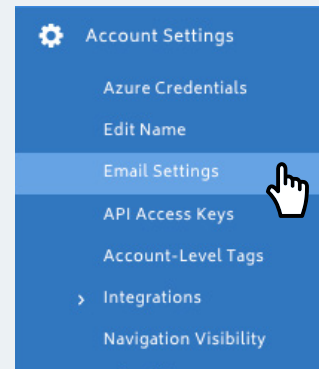 Account Settings
Azure Credentials
Edit Name
Email Settings
API Access Keys
Account-Level Tags
Integrations
Navigation Visibility